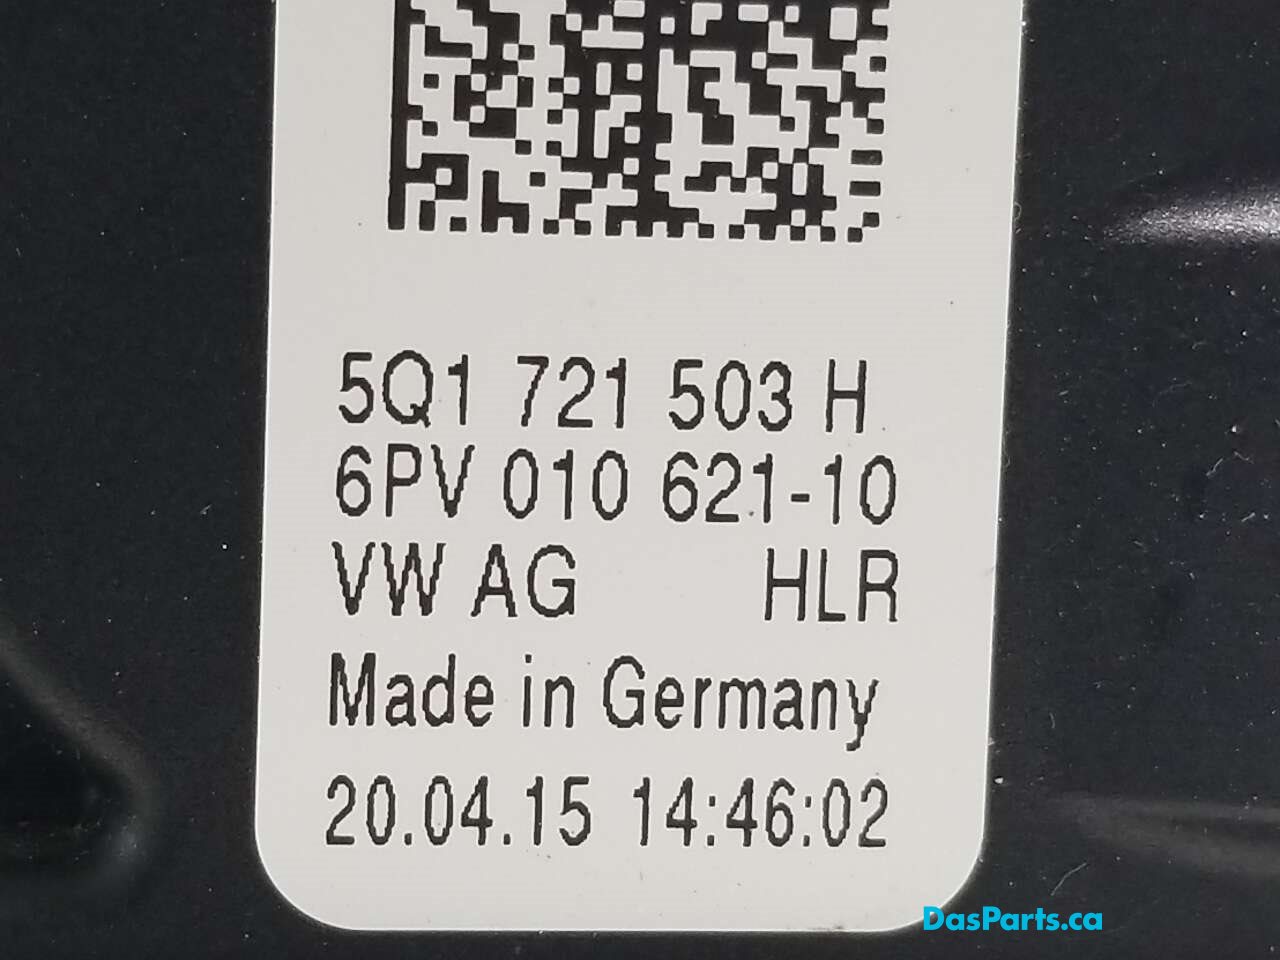 5Q1 721 503 H
6PV 010 621-10
VW AG HLR
Made in Germany
20.04.15 14:46:02
DasParts.ca